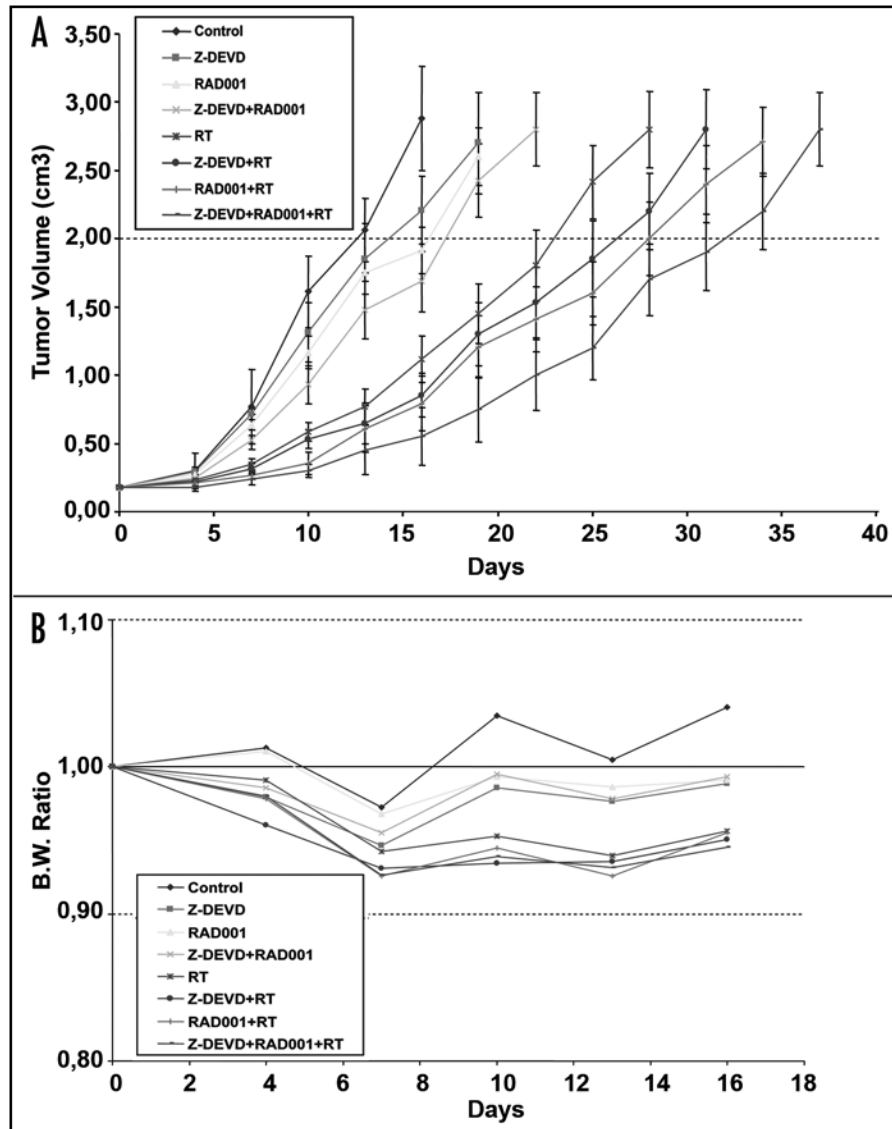 A
Control
Z-DEVD
RAD001
Z-DEVD+RAD001
RT
Z-DEVD+RT
RAD001+RT
Z-DEVD+RAD001+RT
Tumor Volume (cm3)
3,50
3,00
2,50
2,00
1,50
1,00
0,50
0,00
0 5 10 15 20 25 30 35 40
Days
B
B.W. Ratio
1,10
1,00
0,90
0,80
Control
Z-DEVD
RAD001
Z-DEVD+RAD001
RT
Z-DEVD+RT
RAD001+RT
Z-DEVD+RAD001+RT
0 2 4 6 8 10 12 14 16 18
Days